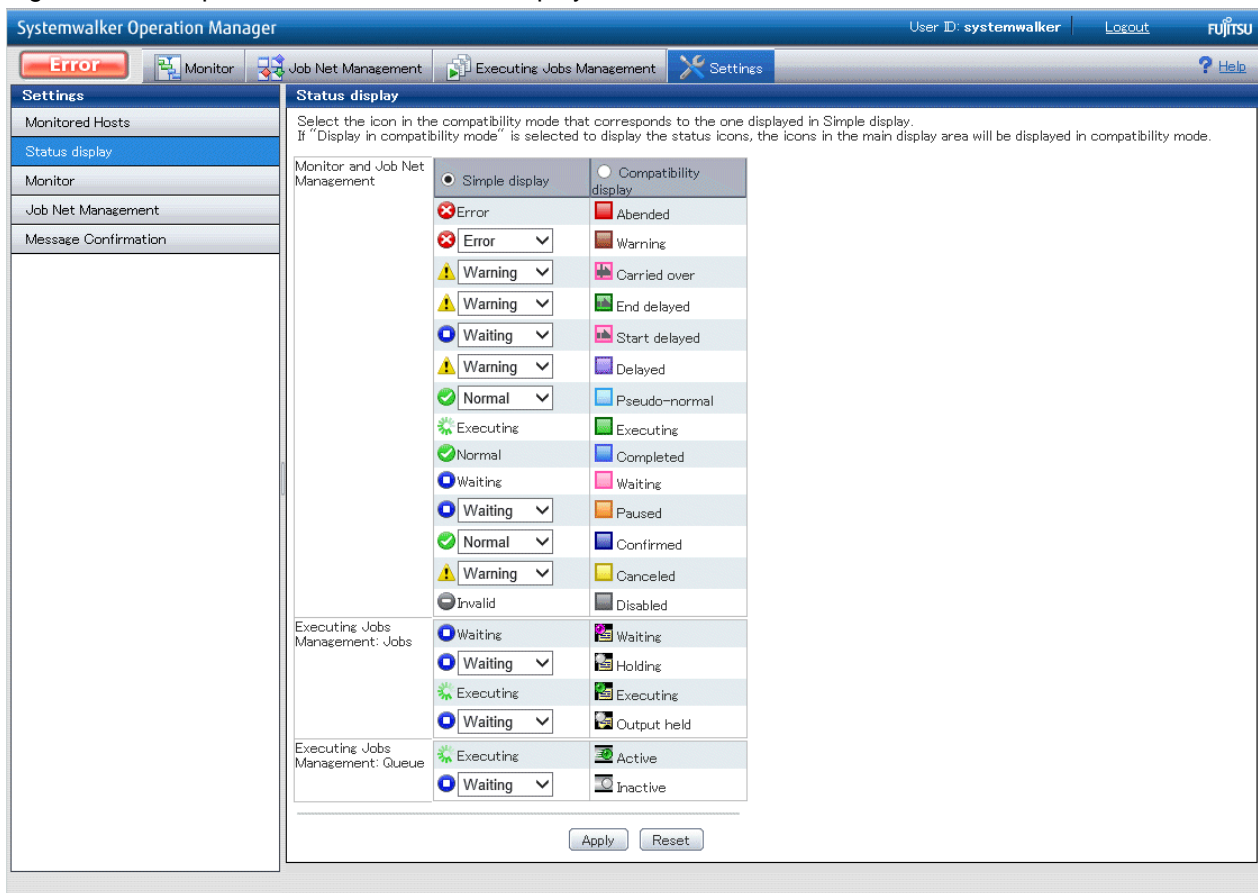 Systemwalker Operation Manager
User ID: systemwalker
Logout
FUJITSU
Error
Monitor
Job Net Management
Executing Jobs Management
Settings
? Help
Settings
Monitored Hosts
Status display
Monitor
Job Net Management
Message Confirmation
Status display
Select the icon in the compatibility mode that corresponds to the one displayed in Simple display.
If "Display in compatibility mode" is selected to display the status icons, the icons in the main display area will be displayed in compatibility mode.
Monitor and Job Net
Management
Simple display
Compatibility
display
Error
Abended
Error
Warning
Warning
Carried over
Warning
End delayed
Waiting
Start delayed
Warning
Delayed
Normal
Pseudo-normal
Executing
Executing
Normal
Completed
Waiting
Waiting
Waiting
Paused
Normal
Confirmed
Warning
Canceled
Invalid
Disabled
Executing Jobs
Management: Jobs
Waiting
Waiting
Waiting
Holding
Executing
Executing
Waiting
Output held
Executing Jobs
Management: Queue
Executing
Active
Waiting
Inactive
Apply
Reset